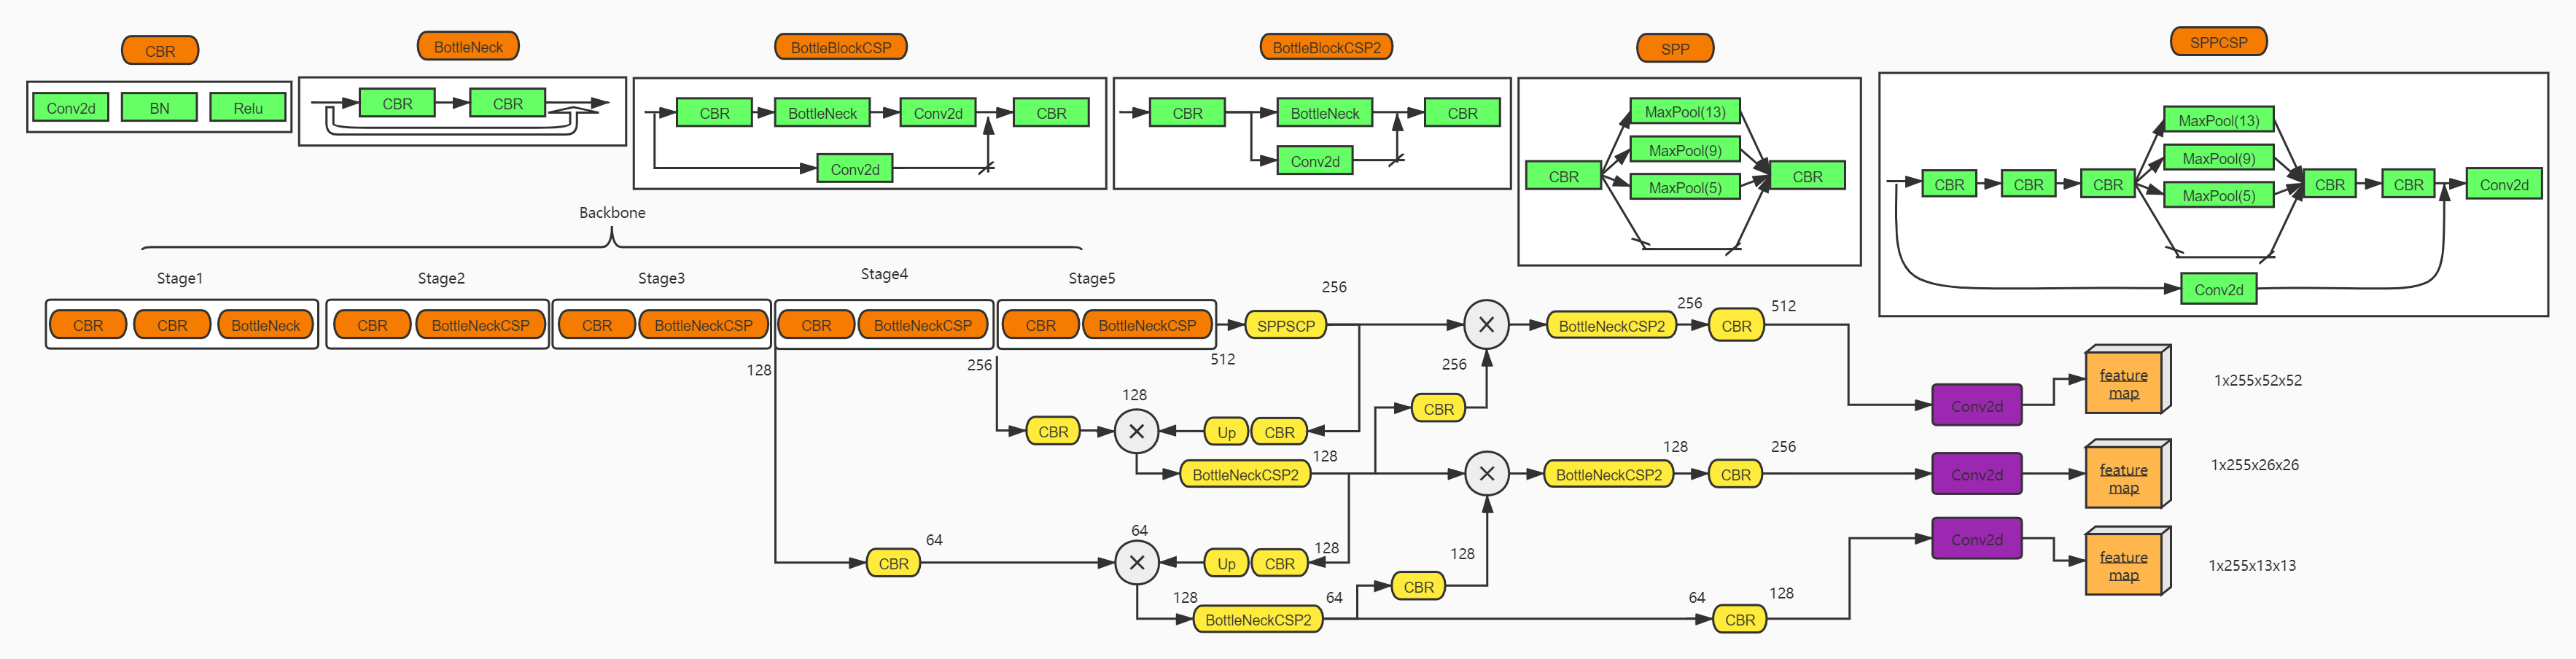 CBR
BottleNeck
BottleBlockCSP
BottleBlockCSP2
SPP
SPPCSP
Conv2d
BN
Relu
CBR
CBR
CBR
BottleNeck
Conv2d
CBR
Conv2d
CBR
BottleNeck
CBR
Conv2d
CBR
MaxPool(13)
MaxPool(9)
MaxPool(5)
CBR
CBR
CBR
CBR
MaxPool(13)
MaxPool(9)
MaxPool(5)
CBR
CBR
Conv2d
Conv2d
Backbone
Stage1
Stage2
Stage3
Stage4
Stage5
CBR
CBR
BottleNeck
CBR
BottleNeckCSP
CBR
BottleNeckCSP
CBR
BottleNeckCSP
CBR
BottleNeckCSP
512
SPPSCP
256
BottleNeckCSP2
256
CBR
512
Conv2d
feature
map
1x255x52x52
128
256
256
CBR
CBR
128
Up
CBR
BottleNeckCSP2
128
BottleNeckCSP2
128
CBR
256
Conv2d
feature
map
1x255x26x26
CBR
64
64
Up
CBR
128
128
CBR
128
BottleNeckCSP2
64
64
CBR
128
Conv2d
feature
map
1x255x13x13